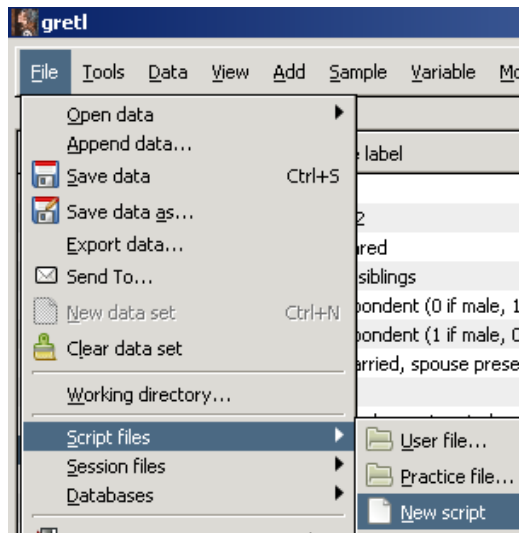 gretl
File Tools Data View Add Sample Variable
Open data
Append data...
label
Save data Ctrl+S
Save data as...
2
Export data...
siblings
Send To...
pondent (0 if male, 1
New data set Ctrl+N
pondent (1 if male, 0
Clear data set
arried, spouse prese
Working directory...
Script files
User file...
Session files
Practice file...
Databases
New script